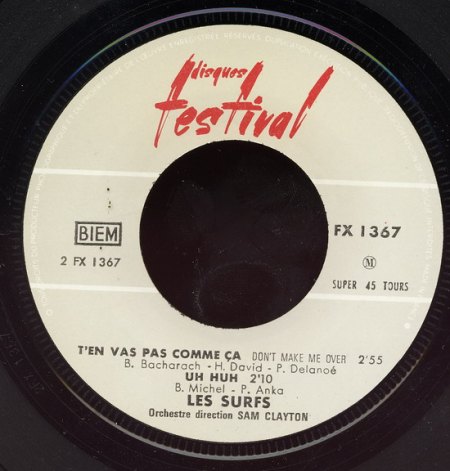 disques
festival
BIEM
2 FX 1367
FX 1367
M
SUPER 45 TOURS
T'EN VAS PAS COMME ÇA DON'T MAKE ME OVER 2'55
B. Bacharach - H. David - P. Delanoé
UH HUH 2'10
B. Michel - P. Anka
LES SURFS
Orchestre direction SAM CLAYTON